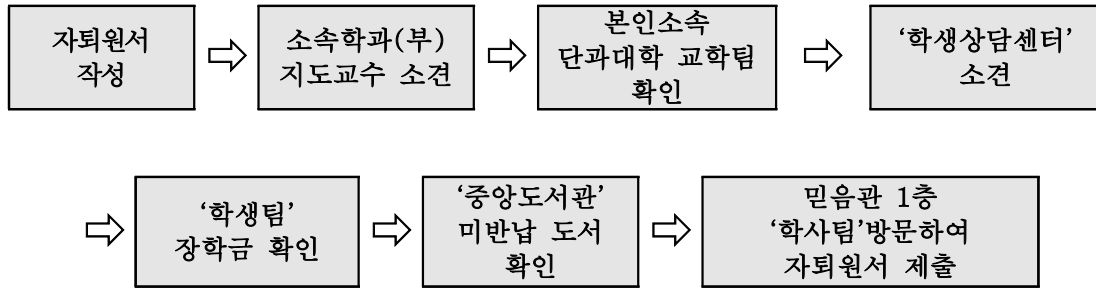 자퇴원서
작성
소속학과(부)
지도교수 소견
본인소속
단과대학 교학팀
확인
‘학생상담센터’
소견
‘학생팀’
장학금 확인
‘중앙도서관’
미반납 도서
확인
믿음관 1층
‘학사팀’방문하여
자퇴원서 제출